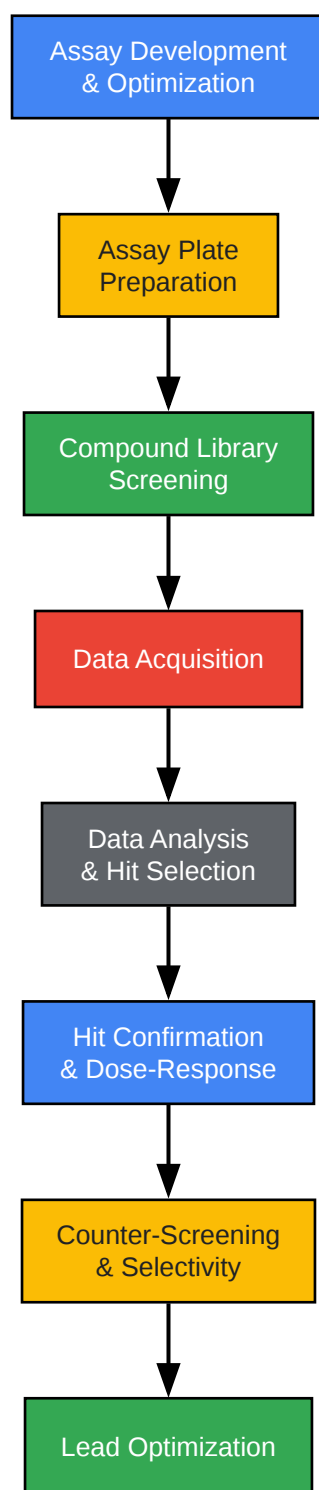 Assay Development
& Optimization
Assay Plate
Preparation
Compound Library
Screening
Data Acquisition
Data Analysis
& Hit Selection
Hit Confirmation
& Dose-Response
Counter-Screening
& Selectivity
Lead Optimization